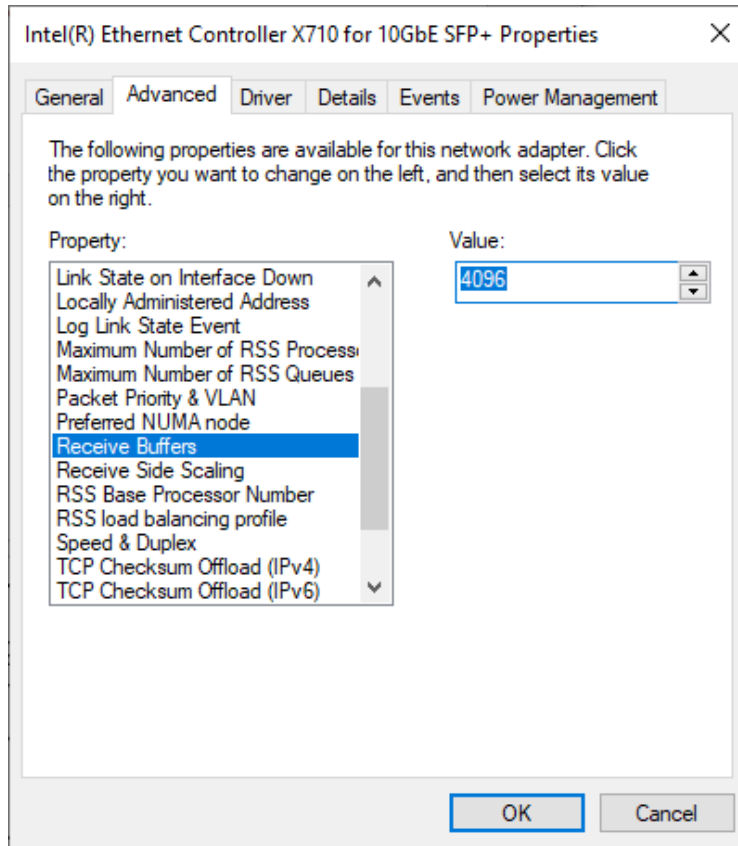 Intel(R) Ethernet Controller X710 for 10GbE SFP+ Properties
General Advanced Driver Details Events Power Management
The following properties are available for this network adapter. Click
the property you want to change on the left, and then select its value
on the right.
Property:
Value:
Link State on Interface Down
Locally Administered Address
Log Link State Event
Maximum Number of RSS Process
Maximum Number of RSS Queues
Packet Priority & VLAN
Preferred NUMA node
Receive Buffers
Receive Side Scaling
RSS Base Processor Number
RSS load balancing profile
Speed & Duplex
TCP Checksum Offload (IPv4)
TCP Checksum Offload (IPv6)
4096
OK
Cancel